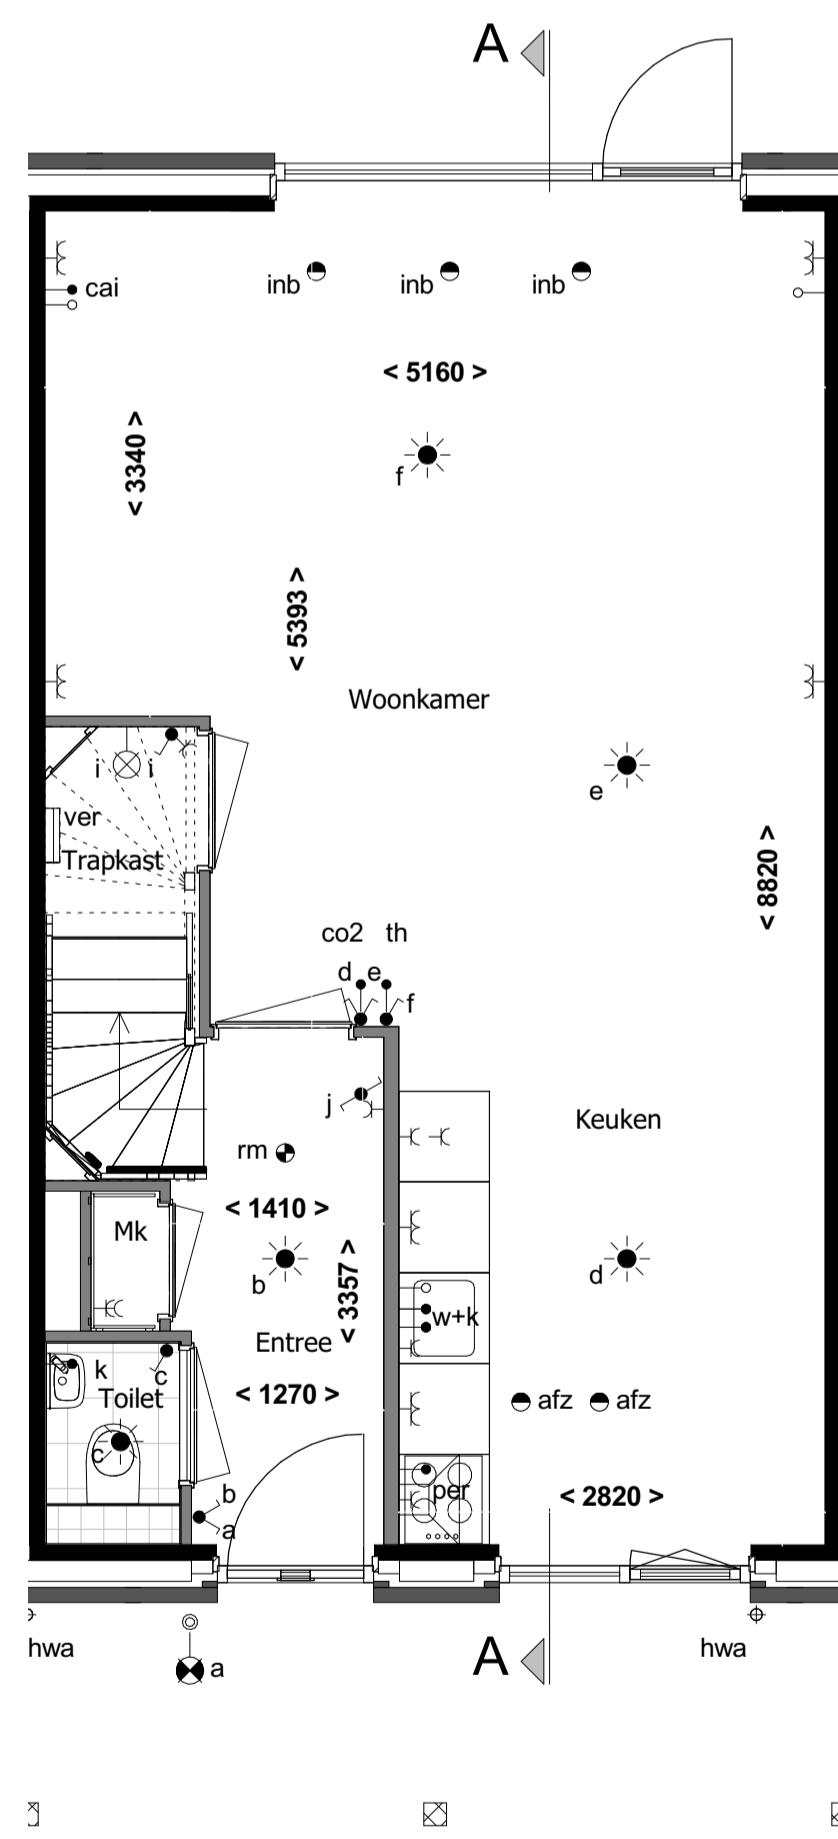 A
cai
inb inb inb
< 5160 >
< 3340 >
f
< 5393 >
Woonkamer
i i
e
ver
Trapkast
< 8820 >
co2 th
d e
f
j
Keuken
rm
< 1410 >
Mk
b
d
< 3357 >
w+k
Entree
k c
Toilet
< 1270 >
afz afz
c
per
b
< 2820 >
a
hwa
hwa
A
a